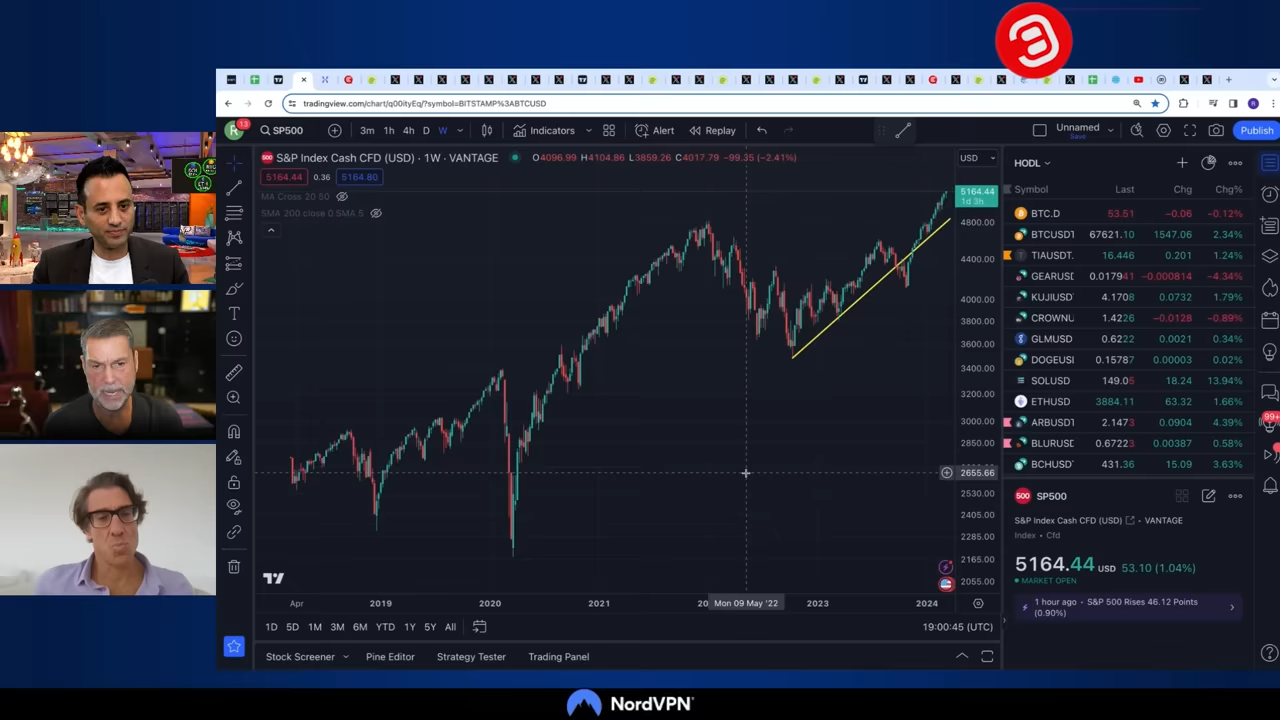 tradingview.com/chart/q00ityEq/?symbol=BITSTAMP%3ABTCUSD
R 13 SP500 3m 1h 4h D W Indicators Alert Replay Unnamed Save Publish
500 S&P Index Cash CFD (USD) · 1W · VANTAGE O4096.99 H4104.86 L3859.26 C4017.79 −99.35 (−2.41%) USD
5164.44 0.36 5164.80
MA Cross 20 50
SMA 200 close 0 SMA 5
5164.44
1d 3h
4800.00
4400.00
4000.00
3800.00
3600.00
3400.00
3200.00
3000.00
2850.00
2655.66
2530.00
2405.00
2285.00
2165.00
2055.00
Apr 2019 2020 2021 Mon 09 May '22 2023 2024
1D 5D 1M 3M 6M YTD 1Y 5Y All 19:00:45 (UTC)
Stock Screener Pine Editor Strategy Tester Trading Panel
HODL
Symbol Last Chg Chg%
BTC.D 53.51 −0.06 −0.12%
BTCUSD1 67621.10 1547.06 2.34%
TIAUSDT. 16.446 0.201 1.24%
GEARUSD 0.017941 −0.000814 −4.34%
KUJIUSD 4.1708 0.0732 1.79%
CROWNU 1.4226 −0.0128 −0.89%
GLMUSD 0.6222 0.0021 0.34%
DOGEUSI 0.15787 0.00003 0.02%
SOLUSD 149.05 18.24 13.94%
ETHUSD 3884.11 63.32 1.66%
ARBUSD1 2.1473 0.0904 4.39%
BLURUSD 0.67223 0.00387 0.58%
BCHUSD 431.36 15.09 3.63%
99+
500 SP500
S&P Index Cash CFD (USD) · VANTAGE
Index · Cfd
5164.44 USD 53.10 (1.04%)
MARKET OPEN
1 hour ago · S&P 500 Rises 46.12 Points
(0.90%)
NordVPN